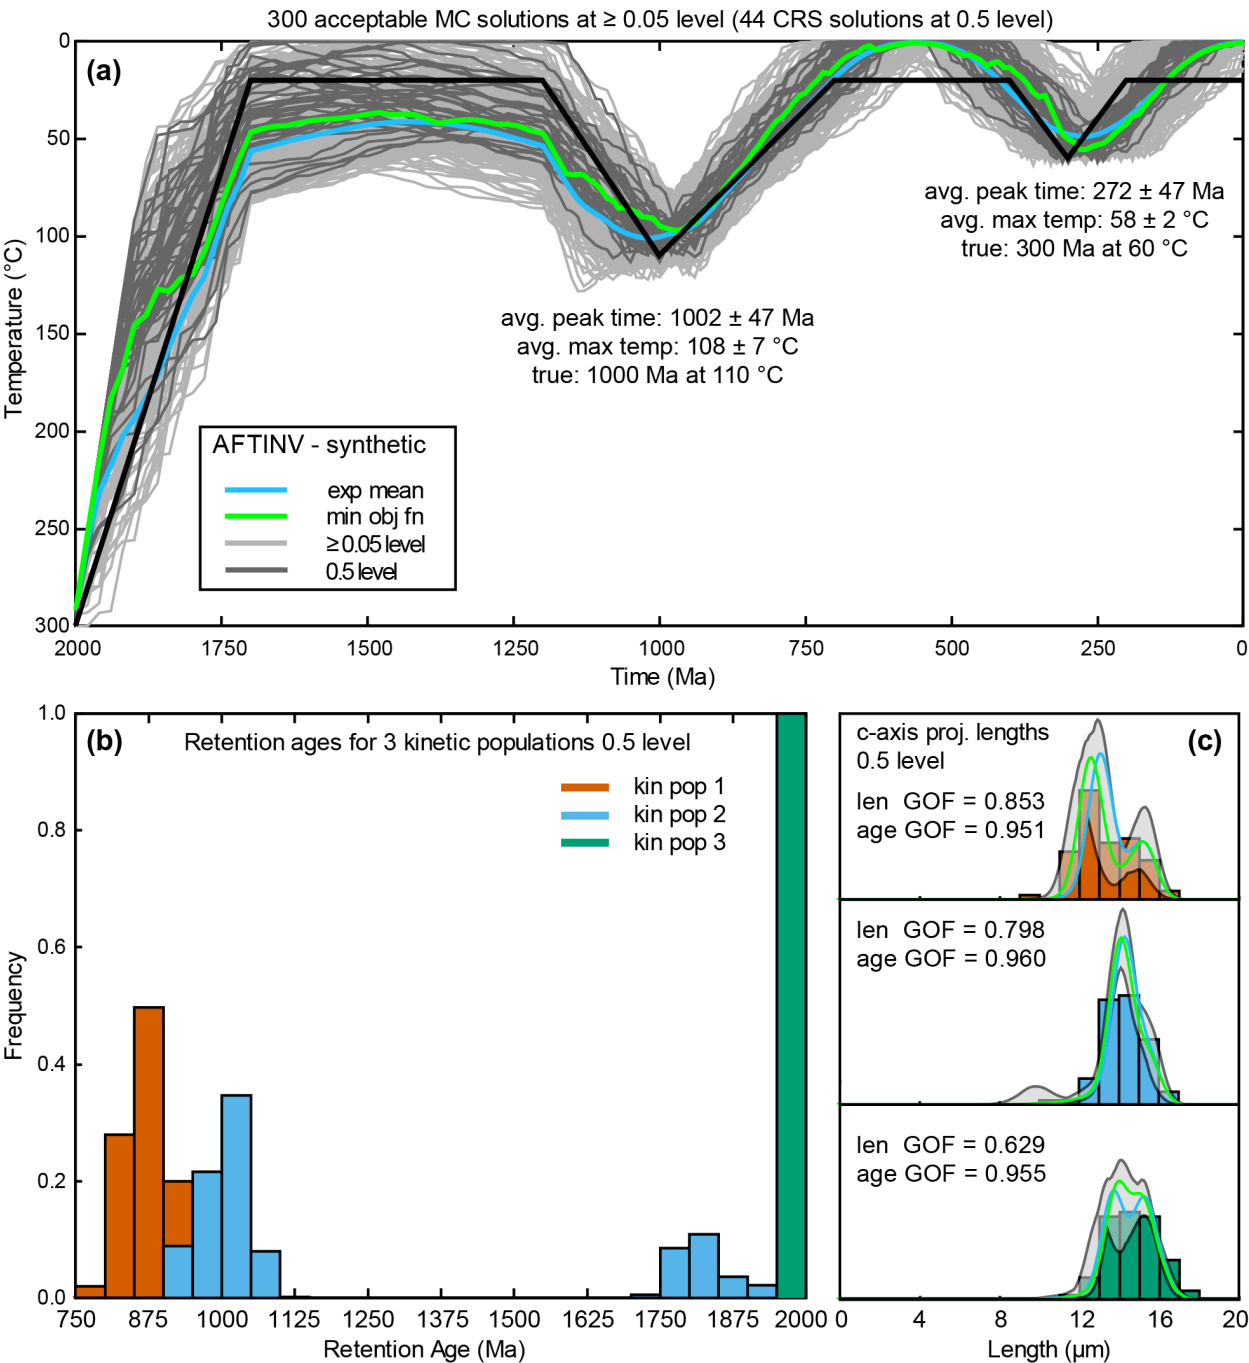 300 acceptable MC solutions at ≥ 0.05 level (44 CRS solutions at 0.5 level)
(a)
0
50
100
150
200
250
300
Temperature (°C)
avg. peak time: 272 ± 47 Ma
avg. max temp: 58 ± 2 °C
true: 300 Ma at 60 °C
avg. peak time: 1002 ± 47 Ma
avg. max temp: 108 ± 7 °C
true: 1000 Ma at 110 °C
AFTINV - synthetic
exp mean
min obj fn
≥ 0.05 level
0.5 level
2000 1750 1500 1250 1000 750 500 250 0
Time (Ma)
(b)
Retention ages for 3 kinetic populations 0.5 level
kin pop 1
kin pop 2
kin pop 3
1.0
0.8
0.6
0.4
0.2
0.0
Frequency
750 875 1000 1125 1250 1375 1500 1625 1750 1875 2000
Retention Age (Ma)
c-axis proj. lengths
0.5 level
(c)
len GOF = 0.853
age GOF = 0.951
len GOF = 0.798
age GOF = 0.960
len GOF = 0.629
age GOF = 0.955
0 4 8 12 16 20
Length (µm)